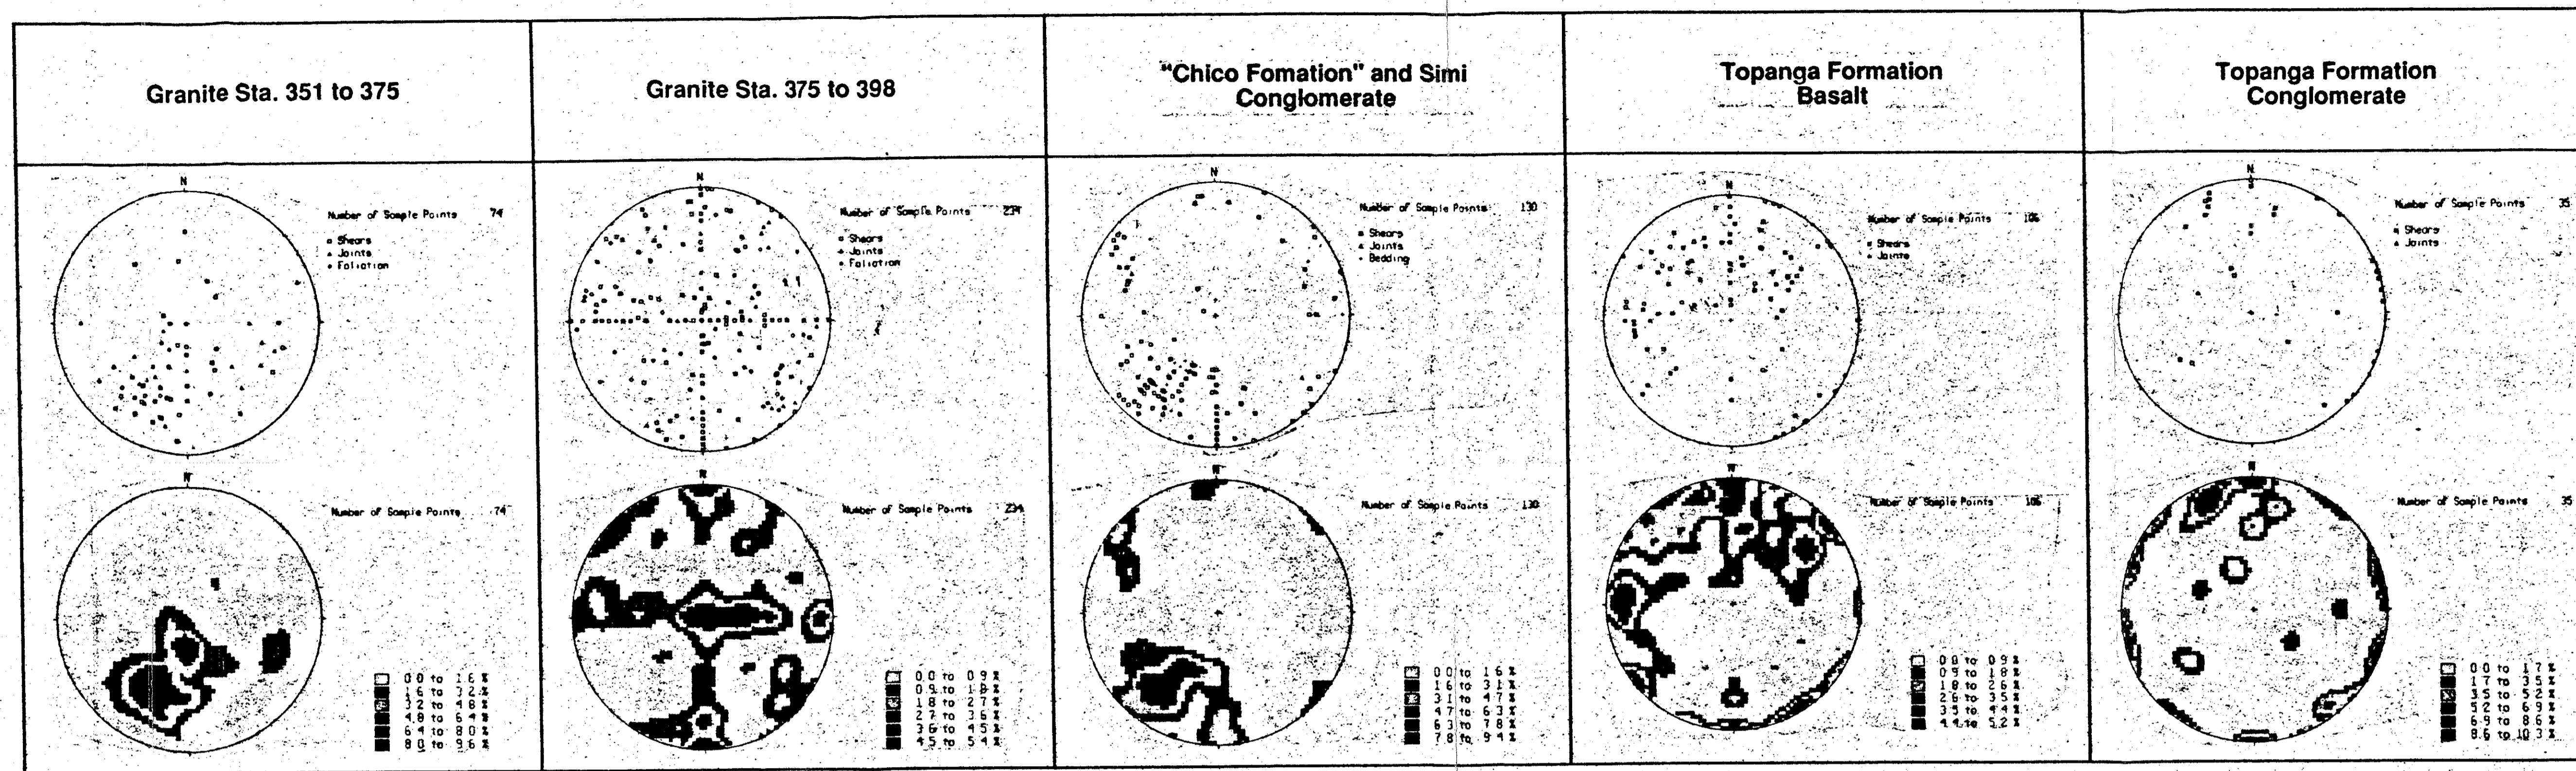 Granite Sta. 351 to 375
Granite Sta. 375 to 398
"Chico Fomation" and Simi
Conglomerate
Topanga Formation
Basalt
Topanga Formation
Conglomerate
N
Number of Sample Points 74
Shears
Joints
Foliation
N
Number of Sample Points 234
Shears
Joints
Foliation
N
Number of Sample Points 130
Shears
Joints
Bedding
N
Number of Sample Points 106
Shears
Joints
N
Number of Sample Points 35
Shears
Joints
N
Number of Sample Points 74
0.0 to 1.6 %
1.6 to 3.2 %
3.2 to 4.8 %
4.8 to 6.4 %
6.4 to 8.0 %
8.0 to 9.6 %
N
Number of Sample Points 234
0.0 to 0.9 %
0.9 to 1.8 %
1.8 to 2.7 %
2.7 to 3.6 %
3.6 to 4.5 %
4.5 to 5.4 %
N
Number of Sample Points 130
0.0 to 1.6 %
1.6 to 3.1 %
3.1 to 4.7 %
4.7 to 6.3 %
6.3 to 7.8 %
7.8 to 9.4 %
N
Number of Sample Points 106
0.0 to 0.9 %
0.9 to 1.8 %
1.8 to 2.6 %
2.6 to 3.5 %
3.5 to 4.4 %
4.4 to 5.2 %
N
Number of Sample Points 35
0.0 to 1.7 %
1.7 to 3.5 %
3.5 to 5.2 %
5.2 to 6.9 %
6.9 to 8.6 %
8.6 to 10.3 %